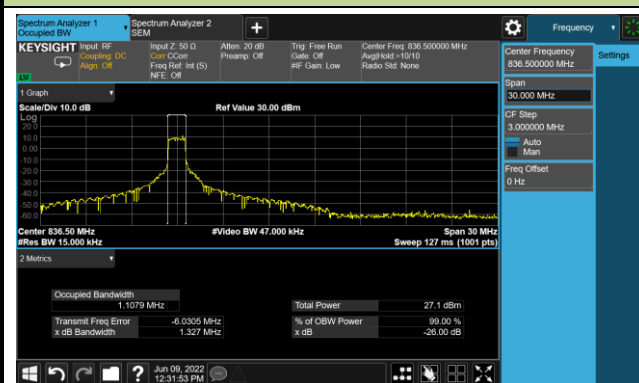 Spectrum Analyzer 1
Occupied BW
Spectrum Analyzer 2
SEM
Frequency
KEYSIGHT
Input: RF
Coupling: DC
Align: Off
Input Z: 50 Ω
Corr CCorr
Freq Ref: Int (S)
NFE: Off
Atten: 20 dB
Preamp: Off
Trig: Free Run
Gate: Off
#IF Gain: Low
Center Freq: 836.500000 MHz
Avg|Hold:>10/10
Radio Std: None
Center Frequency
836.500000 MHz
Settings
Span
30.000 MHz
CF Step
3.000000 MHz
Auto
Man
Freq Offset
0 Hz
1 Graph
Scale/Div 10.0 dB
Ref Value 30.00 dBm
Log
20.0
10.0
0.00
-10.0
-20.0
-30.0
-40.0
-50.0
-60.0
Center 836.50 MHz
#Video BW 47.000 kHz
Span 30 MHz
#Res BW 15.000 kHz
Sweep 127 ms (1001 pts)
2 Metrics
Occupied Bandwidth
1.1079 MHz
Total Power
27.1 dBm
Transmit Freq Error
-6.0305 MHz
% of OBW Power
99.00 %
x dB Bandwidth
1.327 MHz
x dB
-26.00 dB
Jun 09, 2022
12:31:53 PM